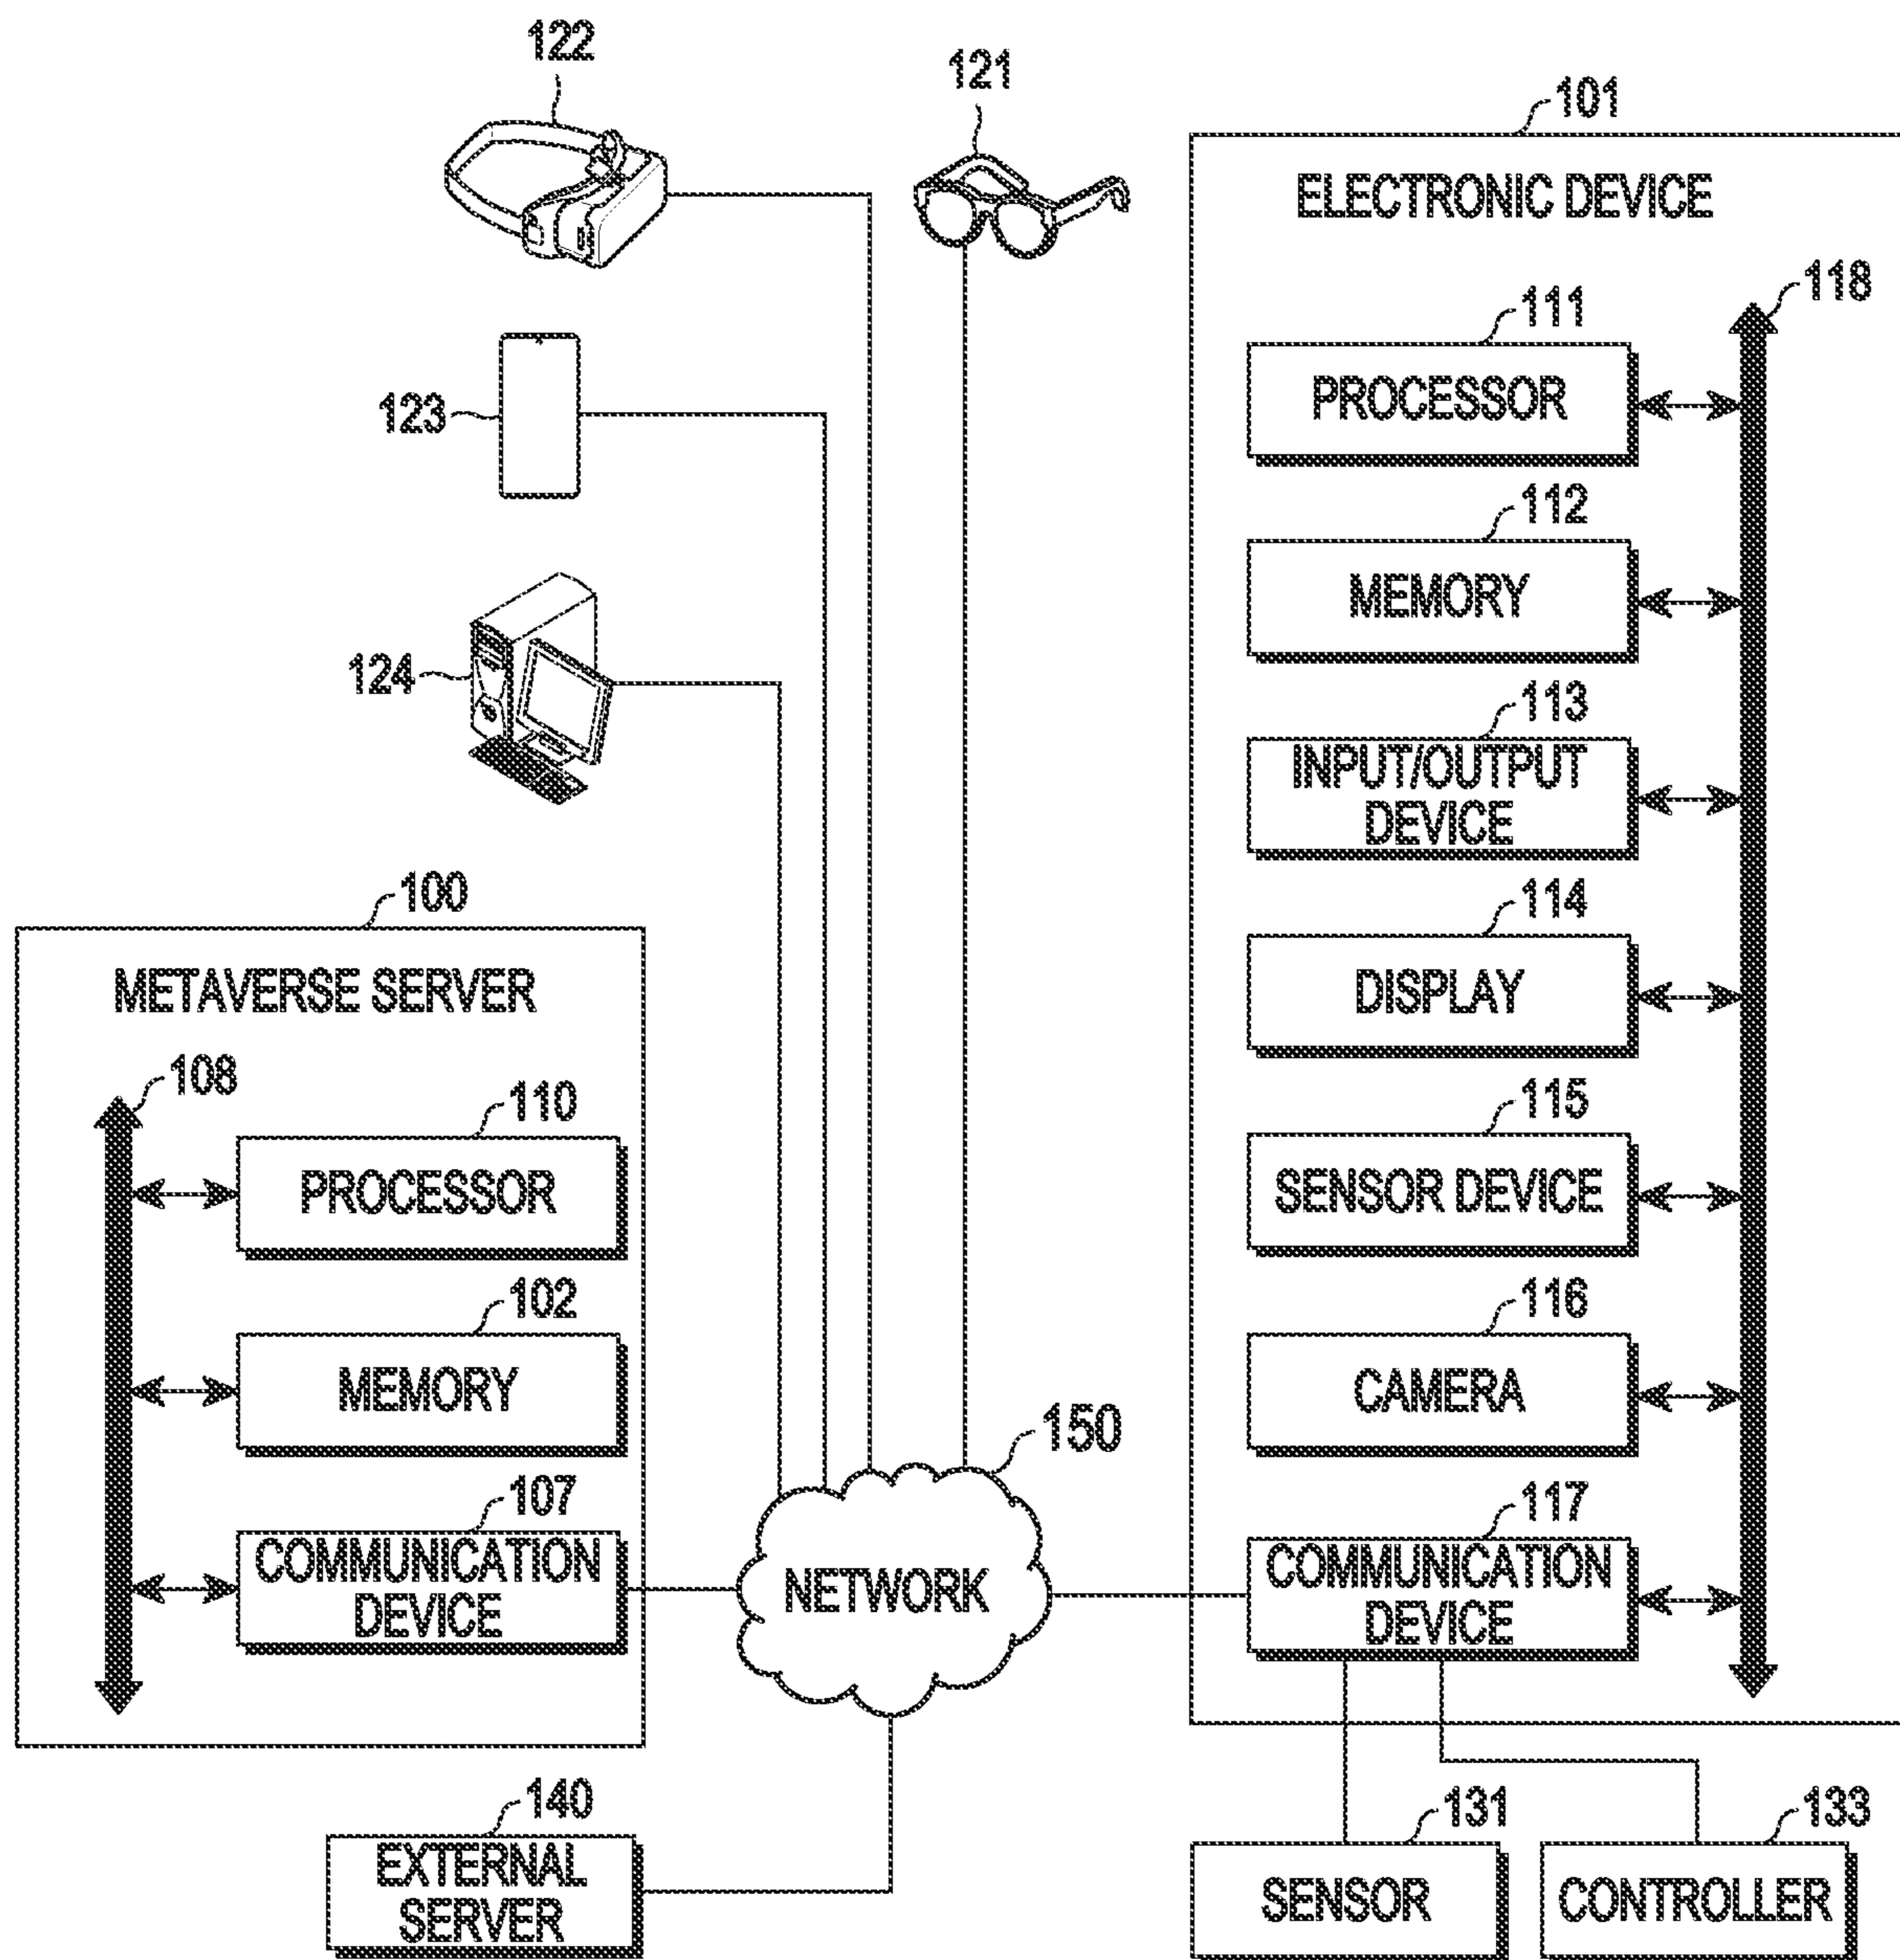 122
121
101
ELECTRONIC DEVICE
118
111
PROCESSOR
123
112
MEMORY
124
113
INPUT/OUTPUT
DEVICE
100
METAVERSE SERVER
114
DISPLAY
108
110
PROCESSOR
115
SENSOR DEVICE
102
MEMORY
116
CAMERA
150
NETWORK
107
COMMUNICATION
DEVICE
117
COMMUNICATION
DEVICE
140
EXTERNAL
SERVER
131
SENSOR
133
CONTROLLER